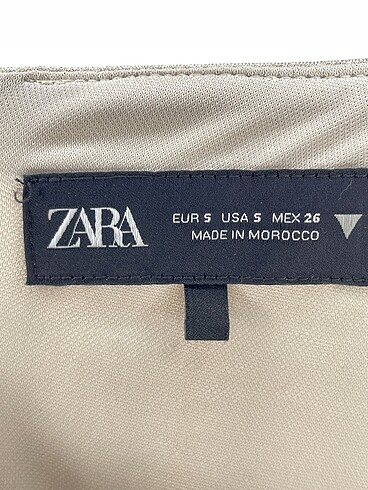 ZARA
EUR S USA S MEX 26
MADE IN MOROCCO